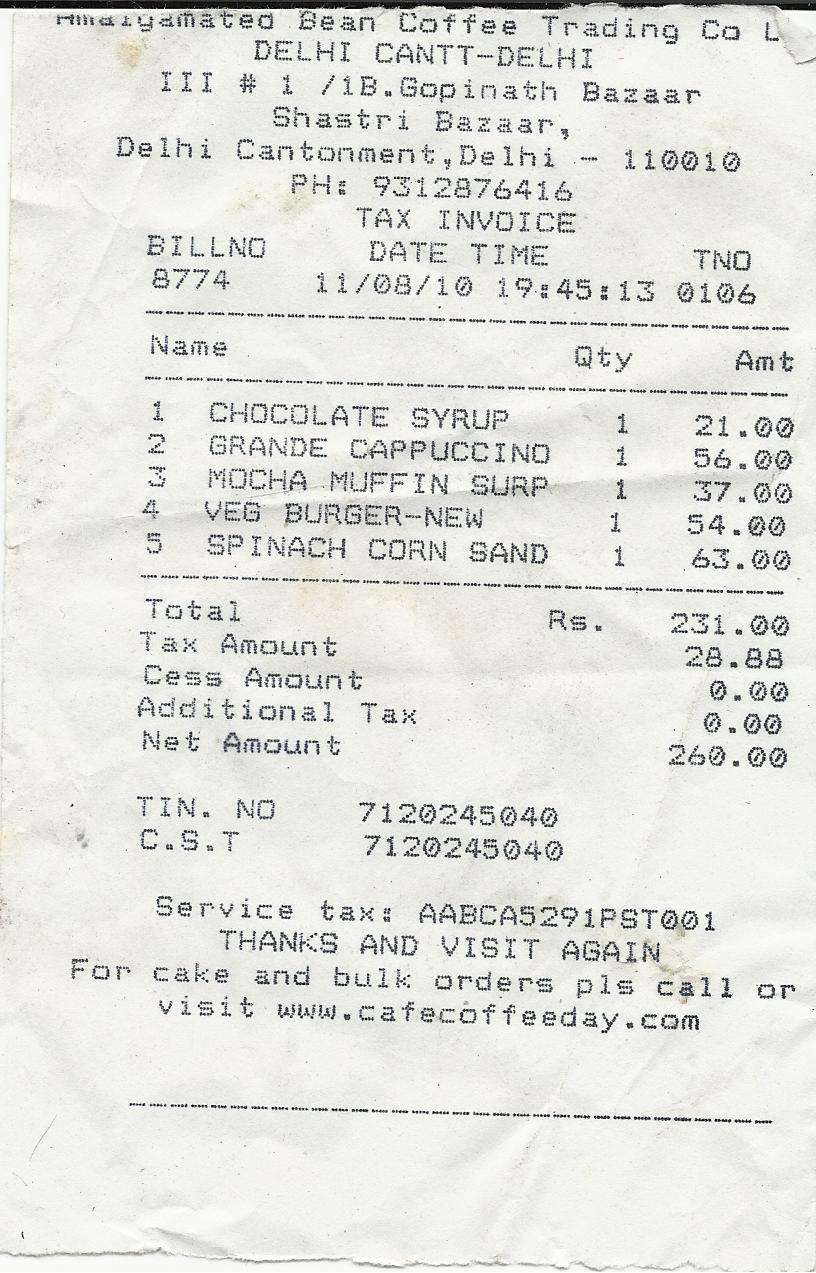 Amalgamated Bean Coffee Trading Co L
DELHI CANTT-DELHI
III # 1 /1B.Gopinath Bazaar
Shastri Bazaar,
Delhi Cantonment,Delhi - 110010
PH: 9312876416
TAX INVOICE
BILLNO DATE TIME TNO
8774 11/08/10 19:45:13 0106
Name Qty Amt
1 CHOCOLATE SYRUP 1 21.00
2 GRANDE CAPPUCCINO 1 56.00
3 MOCHA MUFFIN SURP 1 37.00
4 VEG BURGER-NEW 1 54.00
5 SPINACH CORN SAND 1 63.00
Total Rs. 231.00
Tax Amount 28.88
Cess Amount 0.00
Additional Tax 0.00
Net Amount 260.00
TIN. NO 7120245040
C.S.T 7120245040
Service tax: AABCA5291PST001
THANKS AND VISIT AGAIN
For cake and bulk orders pls call or
visit www.cafecoffeeday.com